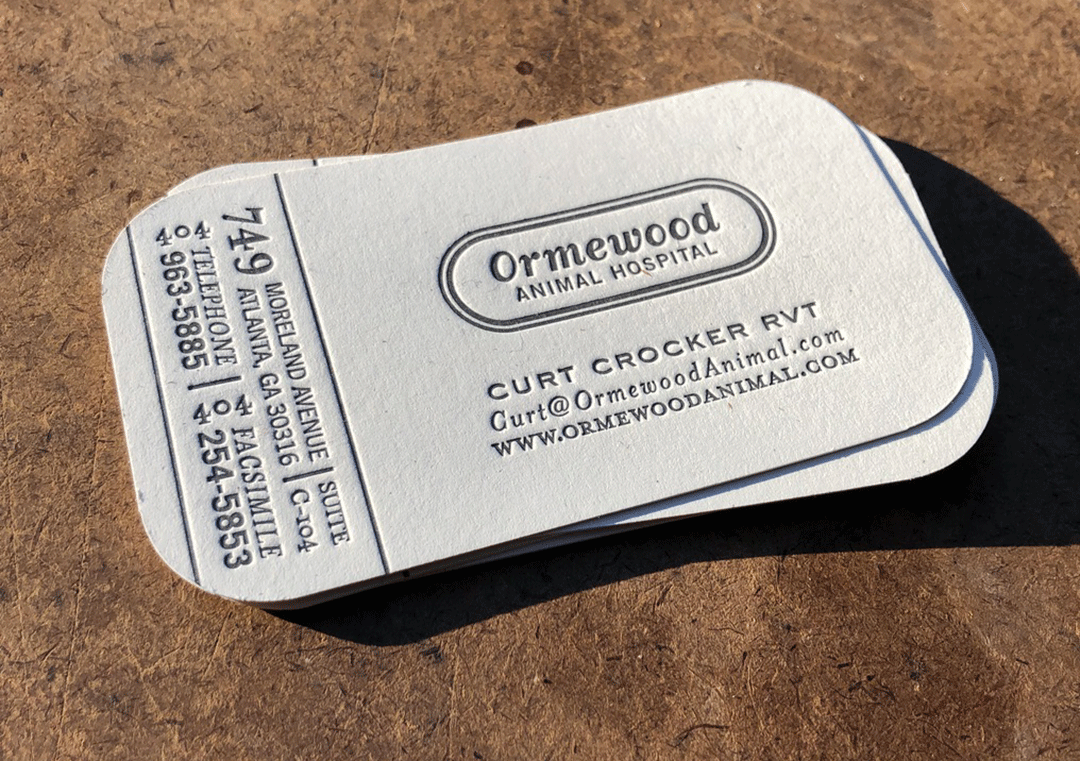 Ormewood
ANIMAL HOSPITAL
CURT CROCKER RVT
Curt@OrmewoodAnimal.com
WWW.ORMEWOODANIMAL.COM
749 MORELAND AVENUE | SUITE
ATLANTA, GA 30316 | C-104
404 TELEPHONE | 404 FACSIMILE
963-5885 | 254-5853